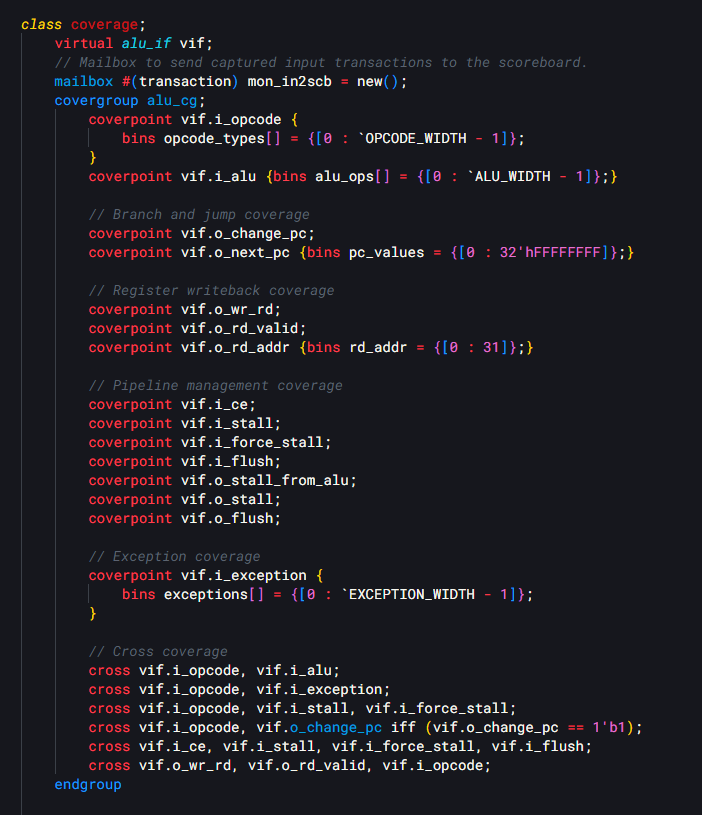 class coverage;
    virtual alu_if vif;
    // Mailbox to send captured input transactions to the scoreboard.
    mailbox #(transaction) mon_in2scb = new();
    covergroup alu_cg;
        coverpoint vif.i_opcode {
            bins opcode_types[] = {[0 : `OPCODE_WIDTH - 1]};
        }
        coverpoint vif.i_alu {bins alu_ops[] = {[0 : `ALU_WIDTH - 1]};}

        // Branch and jump coverage
        coverpoint vif.o_change_pc;
        coverpoint vif.o_next_pc {bins pc_values = {[0 : 32'hFFFFFFFF]};}

        // Register writeback coverage
        coverpoint vif.o_wr_rd;
        coverpoint vif.o_rd_valid;
        coverpoint vif.o_rd_addr {bins rd_addr = {[0 : 31]};}

        // Pipeline management coverage
        coverpoint vif.i_ce;
        coverpoint vif.i_stall;
        coverpoint vif.i_force_stall;
        coverpoint vif.i_flush;
        coverpoint vif.o_stall_from_alu;
        coverpoint vif.o_stall;
        coverpoint vif.o_flush;

        // Exception coverage
        coverpoint vif.i_exception {
            bins exceptions[] = {[0 : `EXCEPTION_WIDTH - 1]};
        }

        // Cross coverage
        cross vif.i_opcode, vif.i_alu;
        cross vif.i_opcode, vif.i_exception;
        cross vif.i_opcode, vif.i_stall, vif.i_force_stall;
        cross vif.i_opcode, vif.o_change_pc iff (vif.o_change_pc == 1'b1);
        cross vif.i_ce, vif.i_stall, vif.i_force_stall, vif.i_flush;
        cross vif.o_wr_rd, vif.o_rd_valid, vif.i_opcode;
    endgroup